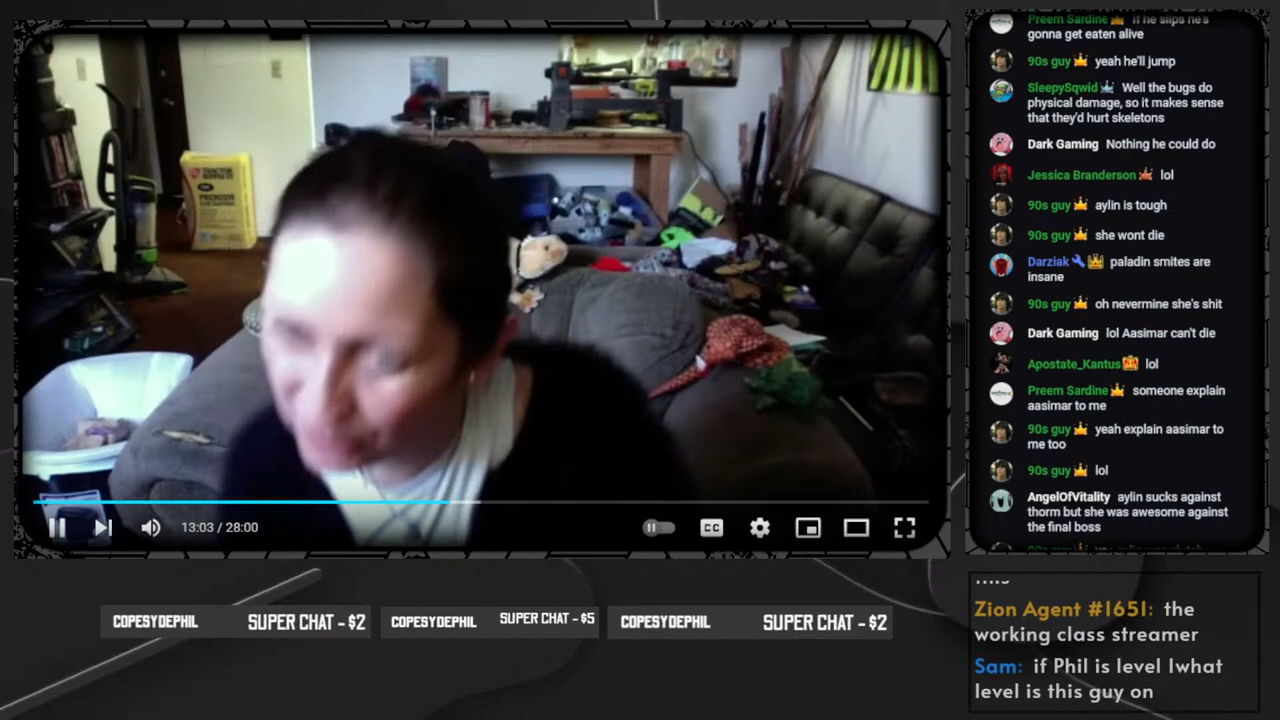 TRACTOR
SUPPLY CO
PREMIUM
13:03 / 28:00
CC
Preem Sardine if he slips he's
gonna get eaten alive
90s guy yeah he'll jump
SleepySqwid Well the bugs do
physical damage, so it makes sense
that they'd hurt skeletons
Dark Gaming Nothing he could do
Jessica Branderson lol
90s guy aylin is tough
90s guy she wont die
Darziak paladin smites are
insane
90s guy oh nevermine she's shit
Dark Gaming lol Aasimar can't die
Apostate_Kantus lol
Preem Sardine someone explain
aasimar to me
90s guy yeah explain aasimar to
me too
90s guy lol
AngelOfVitality aylin sucks against
thorm but she was awesome against
the final boss
COPESYDEPHIL SUPER CHAT - $2
COPESYDEPHIL SUPER CHAT - $5
COPESYDEPHIL SUPER CHAT - $2
Zion Agent #1651: the
working class streamer
Sam: if Phil is level 1what
level is this guy on